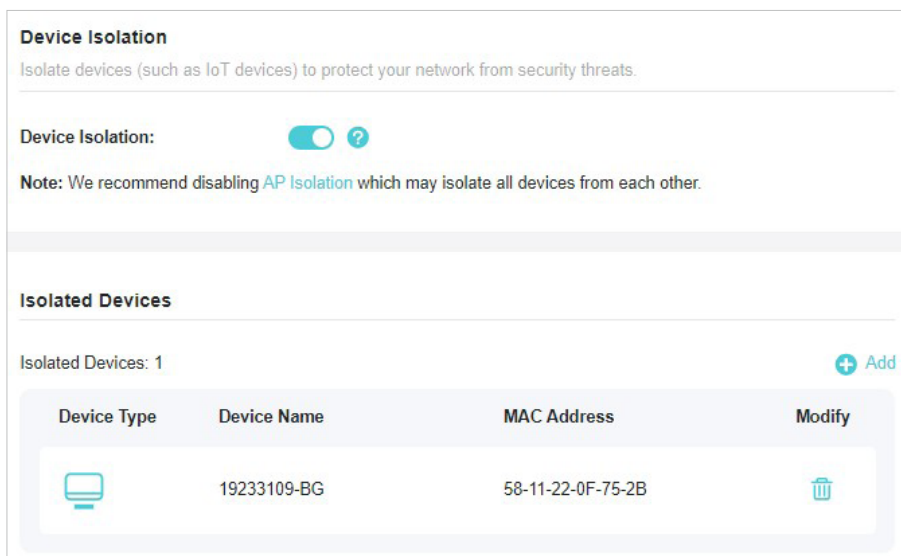 Device Isolation
Isolate devices (such as IoT devices) to protect your network from security threats.
Device Isolation:
Note: We recommend disabling AP Isolation which may isolate all devices from each other.
Isolated Devices
Isolated Devices: 1 Add
Device Type Device Name MAC Address Modify
19233109-BG 58-11-22-0F-75-2B